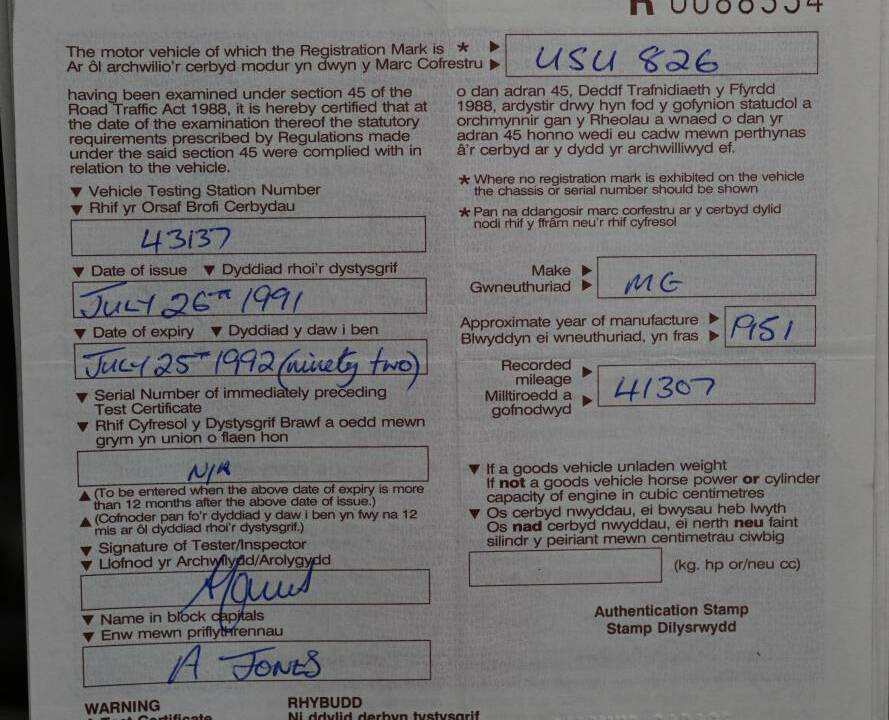 The motor vehicle of which the Registration Mark is * ▶ USU 826
Ar ôl archwilio'r cerbyd modur yn dwyn y Marc Cofrestru ▶
having been examined under section 45 of the
Road Traffic Act 1988, it is hereby certified that at
the date of the examination thereof the statutory
requirements prescribed by Regulations made
under the said section 45 were complied with in
relation to the vehicle.
▼ Vehicle Testing Station Number
▼ Rhif yr Orsaf Brofi Cerbydau
43137
▼ Date of issue ▼ Dyddiad rhoi'r dystysgrif
JULY 26TH 1991
▼ Date of expiry ▼ Dyddiad y daw i ben
JULY 25TH 1992 (ninety two)
▼ Serial Number of immediately preceding
Test Certificate
▼ Rhif Cyfresol y Dystysgrif Brawf a oedd mewn
grym yn union o flaen hon
N/A
▲ (To be entered when the above date of expiry is more
than 12 months after the above date of issue.)
▲ (Cofnoder pan fo'r dyddiad y daw i ben yn fwy na 12
mis ar ôl dyddiad rhoi'r dystysgrif.)
▼ Signature of Tester/Inspector
▼ Llofnod yr Archwilydd/Arolygydd
AJones
▼ Name in block capitals
▼ Enw mewn priflythrennau
A JONES
WARNING
RHYBUDD
A Test Certificate
Ni ddylid derbyn tystysgrif
o dan adran 45, Deddf Trafnidiaeth y Ffyrdd
1988, ardystir drwy hyn fod y gofynion statudol a
orchmynnir gan y Rheolau a wnaed o dan yr
adran 45 honno wedi eu cadw mewn perthynas
â'r cerbyd ar y dydd yr archwiliwyd ef.
* Where no registration mark is exhibited on the vehicle
the chassis or serial number should be shown
* Pan na ddangosir marc corfestru ar y cerbyd dylid
nodi rhif y ffrâm neu'r rhif cyfresol
Make ▶ MG
Gwneuthuriad ▶
Approximate year of manufacture ▶ 1951
Blwyddyn ei wneuthuriad, yn fras ▶
Recorded
mileage ▶ 41307
Milltiroedd a
gofnodwyd ▶
▼ If a goods vehicle unladen weight
If not a goods vehicle horse power or cylinder
capacity of engine in cubic centimetres
▼ Os cerbyd nwyddau, ei bwysau heb lwyth
Os nad cerbyd nwyddau, ei nerth neu faint
silindr y peiriant mewn centimetrau ciwbig
(kg. hp or/neu cc)
Authentication Stamp
Stamp Dilysrwydd